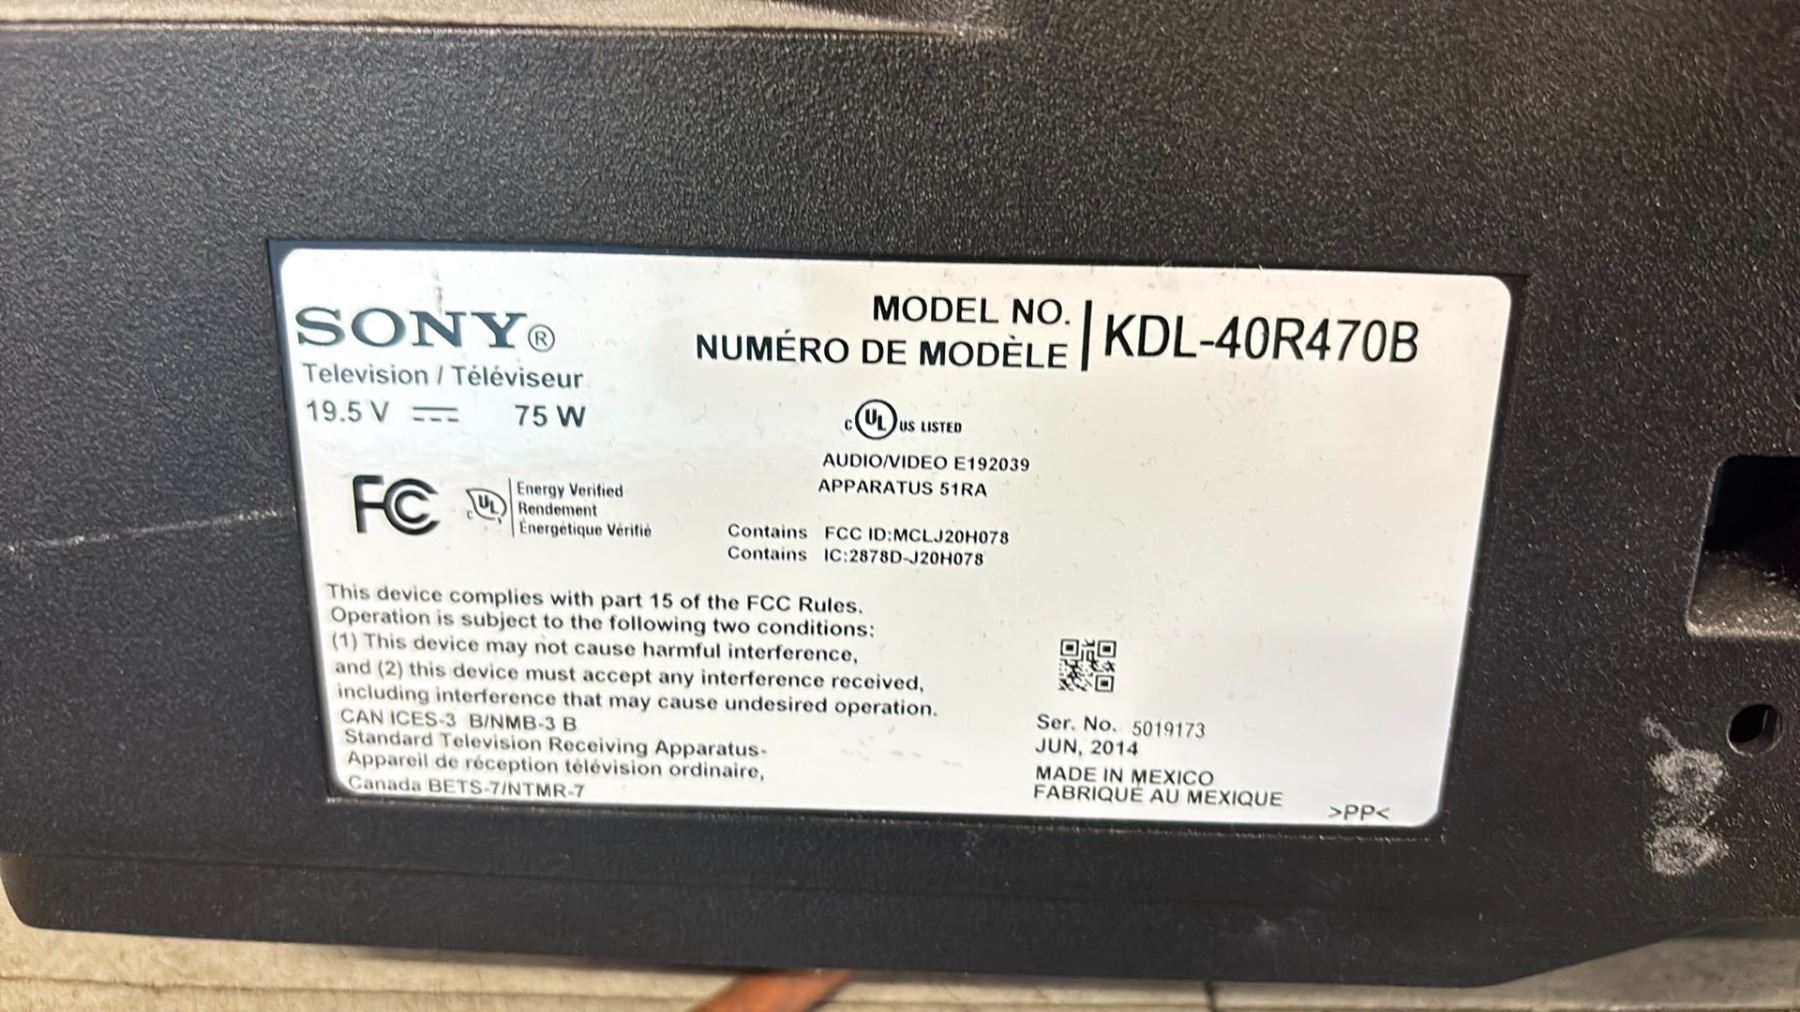 SONY®
Television / Téléviseur
19.5 V 75 W
MODEL NO.
NUMÉRO DE MODÈLE
KDL-40R470B
c UL US LISTED
AUDIO/VIDEO E192039
APPARATUS 51RA
FC
c UL
Energy Verified
Rendement
Énergétique Vérifié
Contains FCC ID:MCLJ20H078
Contains IC:2878D-J20H078
This device complies with part 15 of the FCC Rules.
Operation is subject to the following two conditions:
(1) This device may not cause harmful interference,
and (2) this device must accept any interference received,
including interference that may cause undesired operation.
CAN ICES-3 B/NMB-3 B
Standard Television Receiving Apparatus-
Appareil de réception télévision ordinaire,
Canada BETS-7/NTMR-7
Ser. No. 5019173
JUN, 2014
MADE IN MEXICO
FABRIQUÉ AU MEXIQUE
>PP<